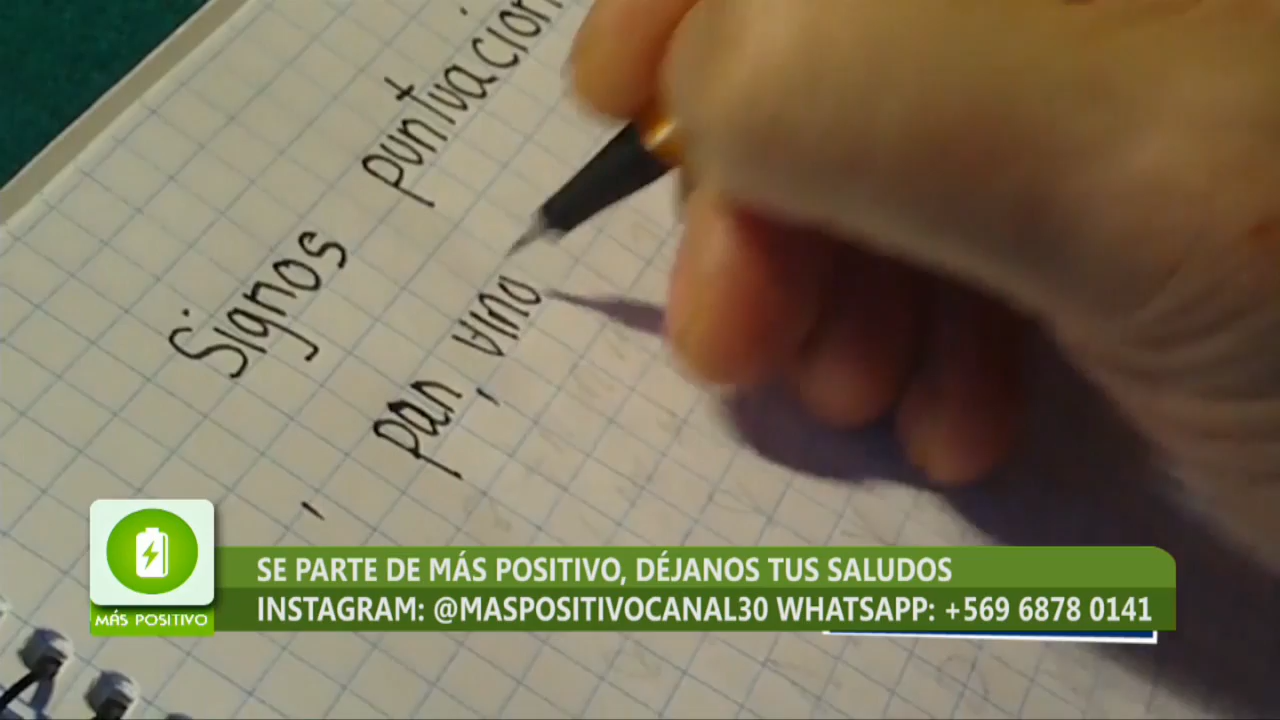 Signos puntuación
, pan, vino
MÁS POSITIVO
SE PARTE DE MÁS POSITIVO, DÉJANOS TUS SALUDOS
INSTAGRAM: @MASPOSITIVOCANAL30 WHATSAPP: +569 6878 0141